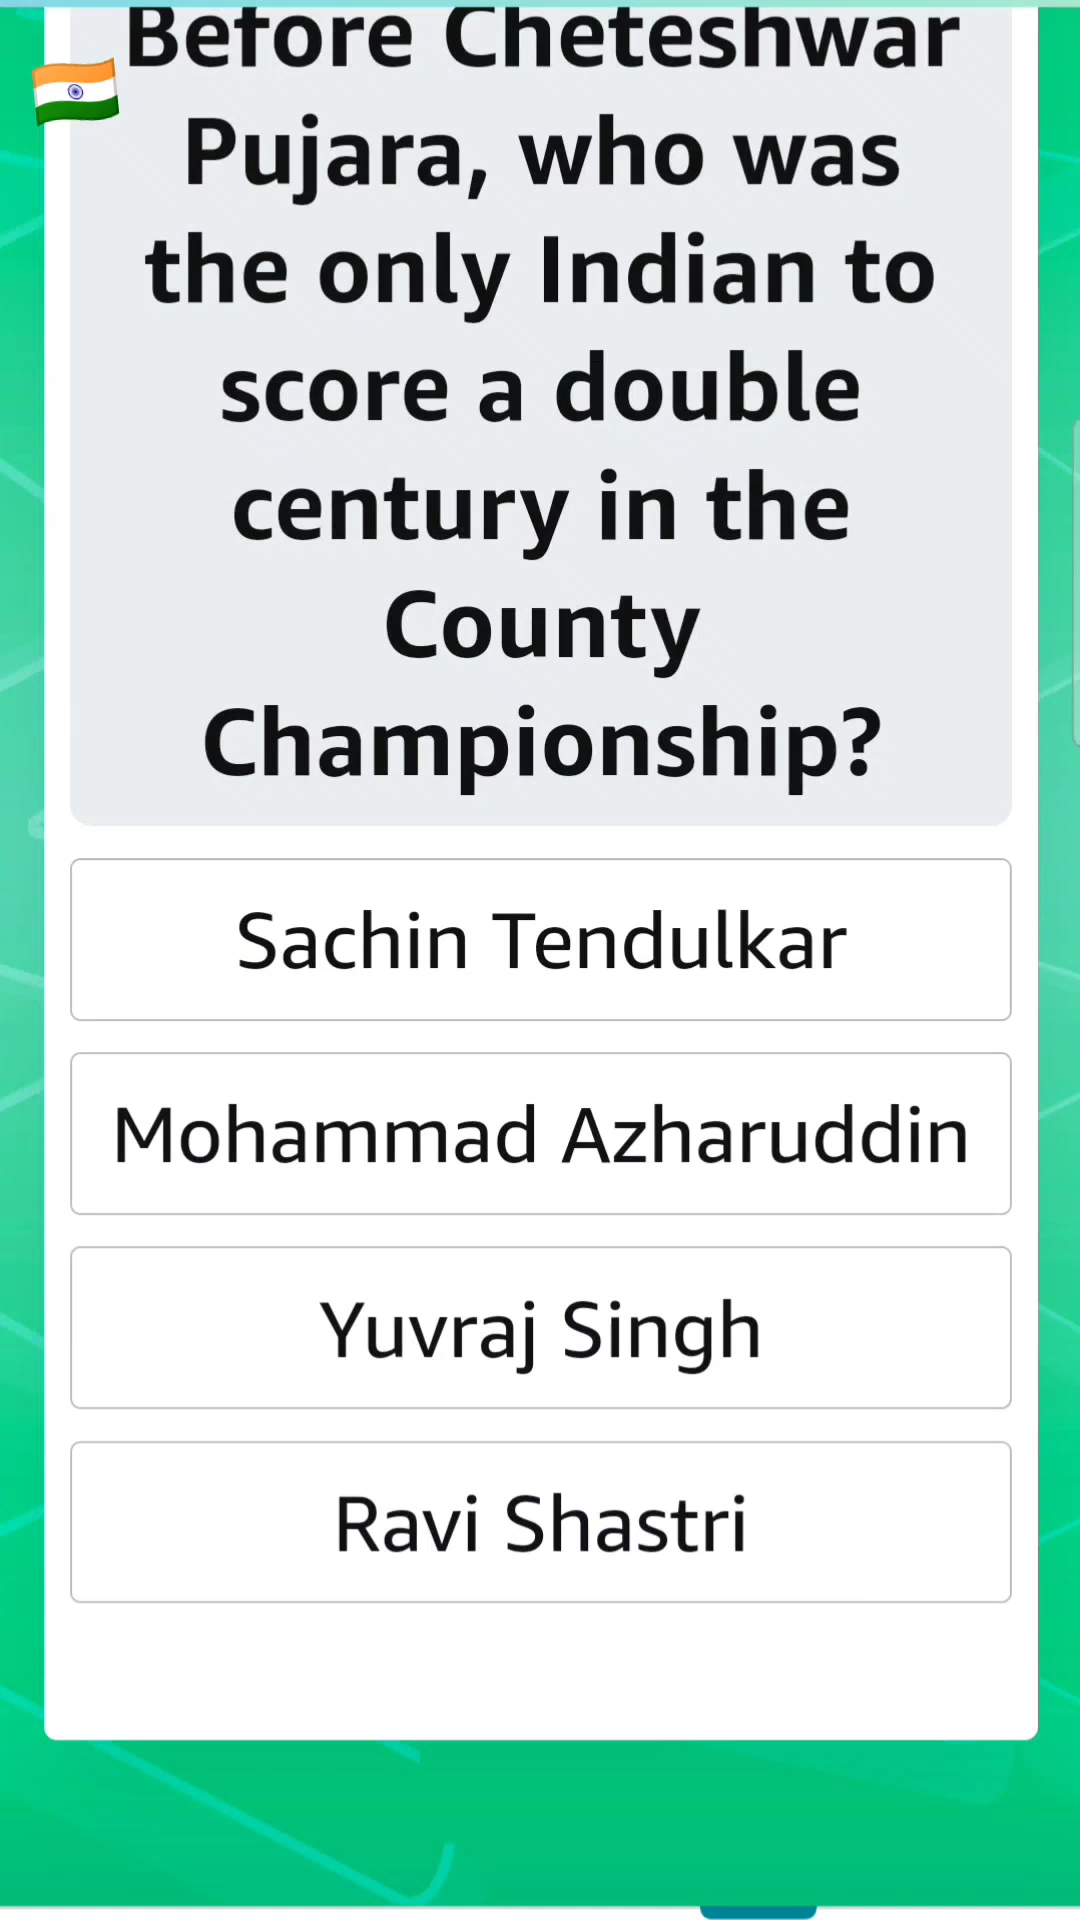 Before Cheteshwar
Pujara, who was
the only Indian to
score a double
century in the
County
Championship?
Sachin Tendulkar
Mohammad Azharuddin
Yuvraj Singh
Ravi Shastri